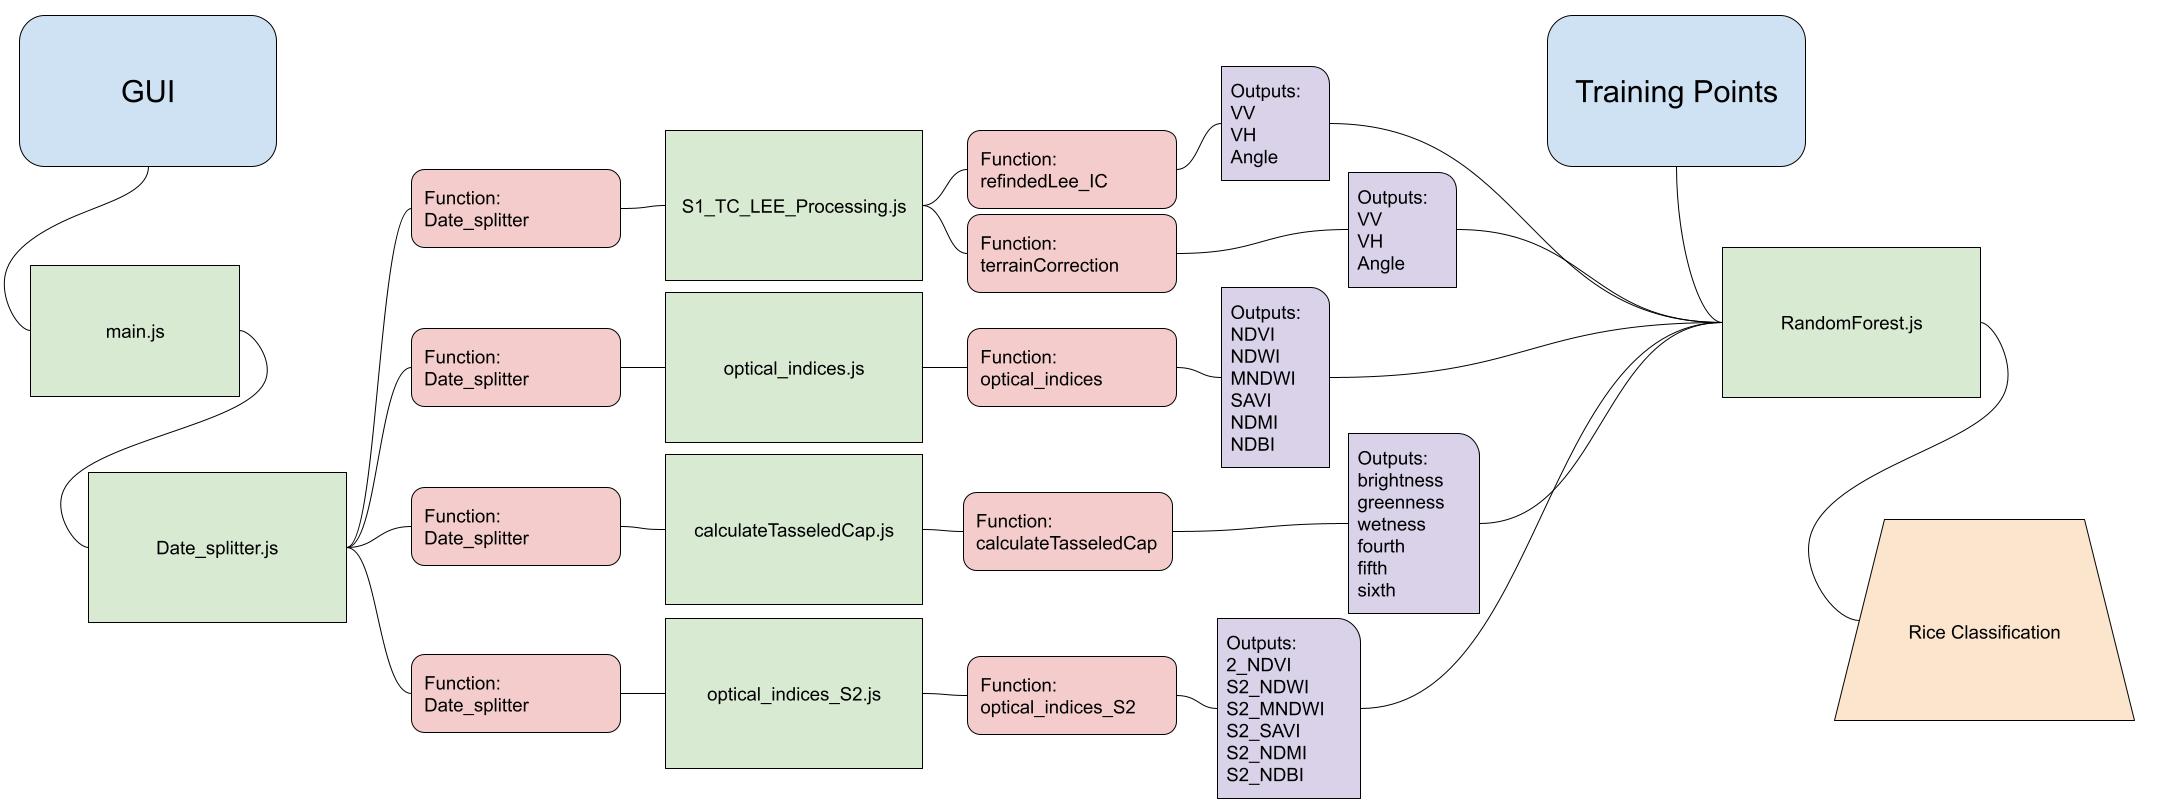 GUI
main.js
Date_splitter.js
Function:
Date_splitter
Function:
Date_splitter
Function:
Date_splitter
Function:
Date_splitter
S1_TC_LEE_Processing.js
optical_indices.js
calculateTasseledCap.js
optical_indices_S2.js
Function:
refindedLee_IC
Function:
terrainCorrection
Function:
optical_indices
Function:
calculateTasseledCap
Function:
optical_indices_S2
Outputs:
VV
VH
Angle
Outputs:
VV
VH
Angle
Outputs:
NDVI
NDWI
MNDWI
SAVI
NDMI
NDBI
Outputs:
brightness
greenness
wetness
fourth
fifth
sixth
Outputs:
2_NDVI
S2_NDWI
S2_MNDWI
S2_SAVI
S2_NDMI
S2_NDBI
Training Points
RandomForest.js
Rice Classification